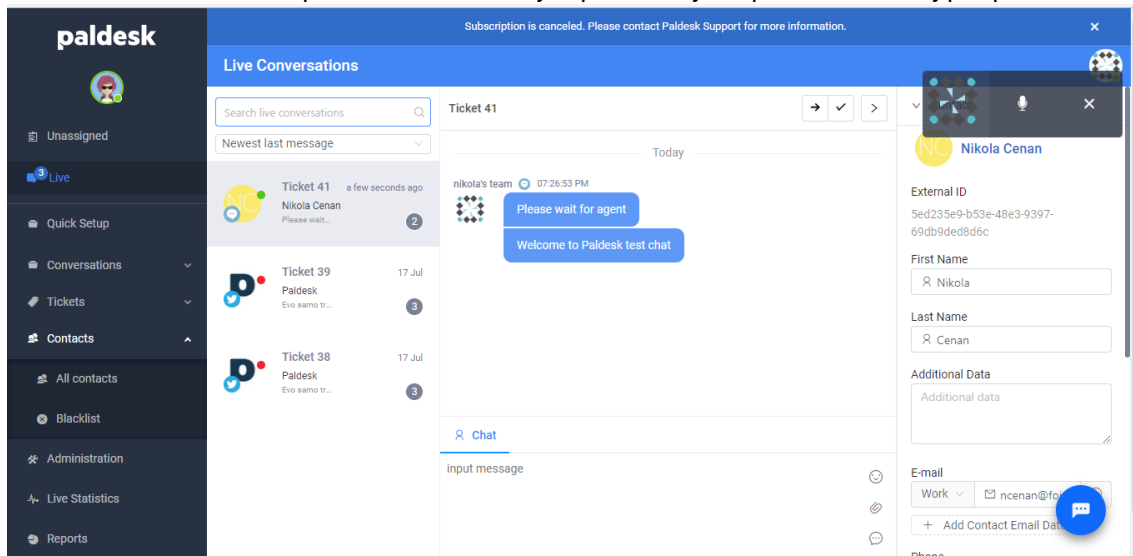 paldesk
Subscription is canceled. Please contact Paldesk Support for more information.
Live Conversations
Unassigned
3
Live
Quick Setup
Conversations
Tickets
Contacts
All contacts
Blacklist
Administration
Live Statistics
Reports
Search live conversations
Newest last message
NC
Ticket 41 a few seconds ago
Nikola Cenan
Please wait...
2
Ticket 39 17 Jul
Paldesk
Evo samo tr...
3
Ticket 38 17 Jul
Paldesk
Evo samo tr...
3
Ticket 41
Today
nikola's team 07:26:53 PM
Please wait for agent
Welcome to Paldesk test chat
Chat
input message
NC
Nikola Cenan
External ID
5ed235e9-b53e-48e3-9397-
69db9ded8d6c
First Name
Nikola
Last Name
Cenan
Additional Data
Additional data
E-mail
Work ncenan@foi
+ Add Contact Email Dat
Phone